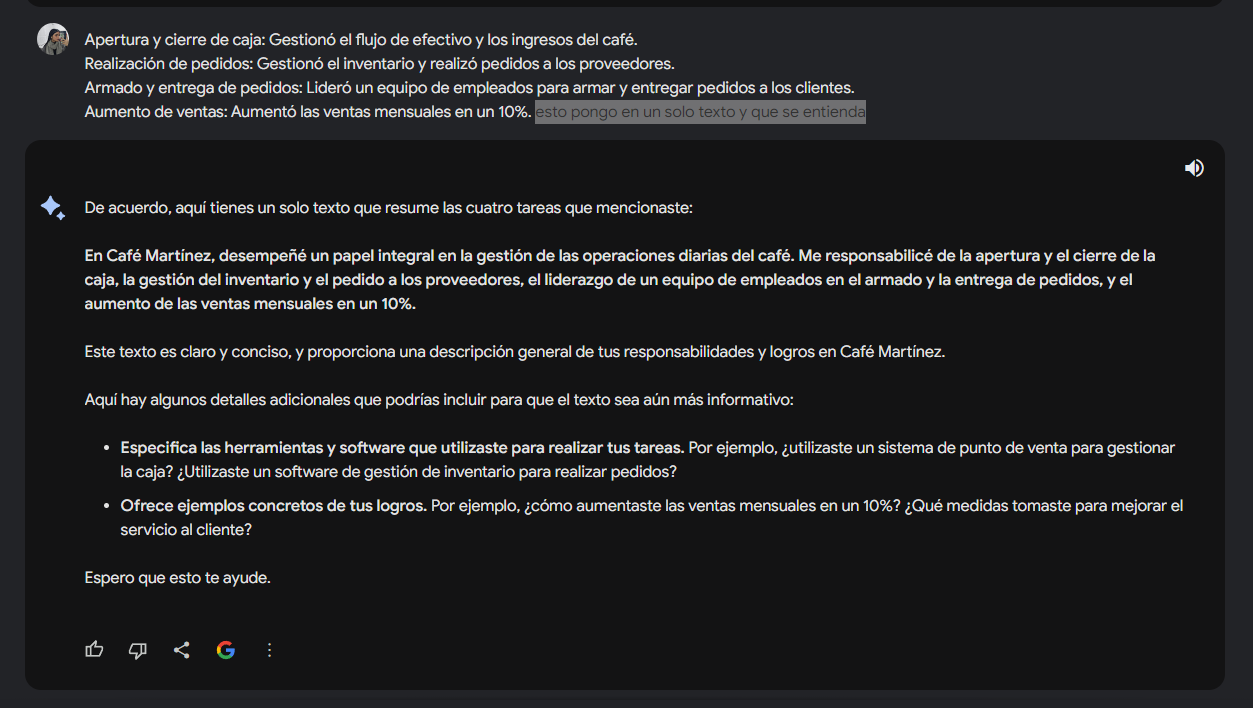 Apertura y cierre de caja: Gestionó el flujo de efectivo y los ingresos del café.
Realización de pedidos: Gestionó el inventario y realizó pedidos a los proveedores.
Armado y entrega de pedidos: Lideró un equipo de empleados para armar y entregar pedidos a los clientes.
Aumento de ventas: Aumentó las ventas mensuales en un 10%. esto pongo en un solo texto y que se entienda
De acuerdo, aquí tienes un solo texto que resume las cuatro tareas que mencionaste:
En Café Martínez, desempeñé un papel integral en la gestión de las operaciones diarias del café. Me responsabilicé de la apertura y el cierre de la
caja, la gestión del inventario y el pedido a los proveedores, el liderazgo de un equipo de empleados en el armado y la entrega de pedidos, y el
aumento de las ventas mensuales en un 10%.
Este texto es claro y conciso, y proporciona una descripción general de tus responsabilidades y logros en Café Martínez.
Aquí hay algunos detalles adicionales que podrías incluir para que el texto sea aún más informativo:
• Especifica las herramientas y software que utilizaste para realizar tus tareas. Por ejemplo, ¿utilizaste un sistema de punto de venta para gestionar
la caja? ¿Utilizaste un software de gestión de inventario para realizar pedidos?
• Ofrece ejemplos concretos de tus logros. Por ejemplo, ¿cómo aumentaste las ventas mensuales en un 10%? ¿Qué medidas tomaste para mejorar el
servicio al cliente?
Espero que esto te ayude.